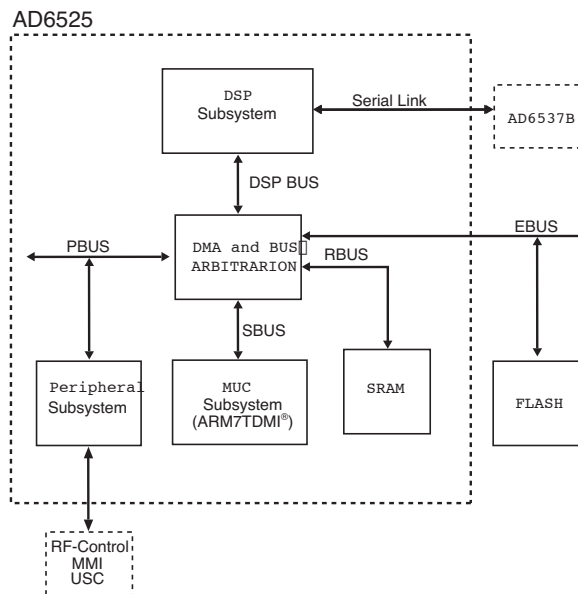 AD6525
DSP
Subsystem
Serial Link
AD6537B
DSP BUS
PBUS
DMA and BUS
ARBITRARION
EBUS
RBUS
SBUS
Peripheral
Subsystem
MUC
Subsystem
(ARM7TDMI®)
SRAM
FLASH
RF-Control
MMI
USC